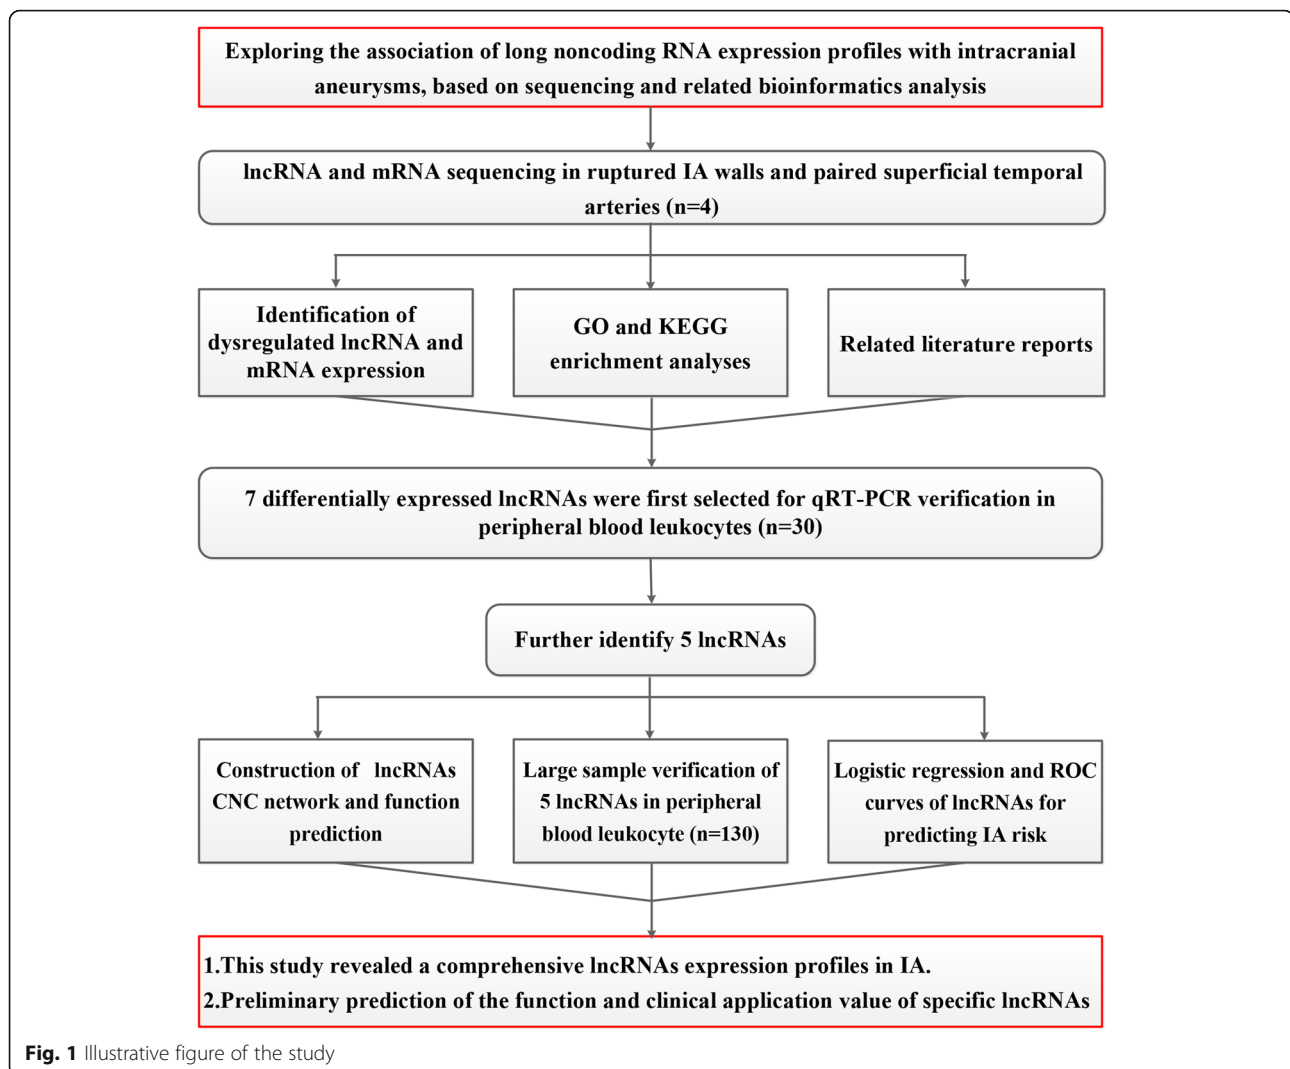 Exploring the association of long noncoding RNA expression profiles with intracranial
aneurysms, based on sequencing and related bioinformatics analysis
lncRNA and mRNA sequencing in ruptured IA walls and paired superficial temporal
arteries (n=4)
Identification of
dysregulated lncRNA and
mRNA expression
GO and KEGG
enrichment analyses
Related literature reports
7 differentially expressed lncRNAs were first selected for qRT-PCR verification in
peripheral blood leukocytes (n=30)
Further identify 5 lncRNAs
Construction of lncRNAs
CNC network and function
prediction
Large sample verification of
5 lncRNAs in peripheral
blood leukocyte (n=130)
Logistic regression and ROC
curves of lncRNAs for
predicting IA risk
1.This study revealed a comprehensive lncRNAs expression profiles in IA.
2.Preliminary prediction of the function and clinical application value of specific lncRNAs
Fig. 1 Illustrative figure of the study